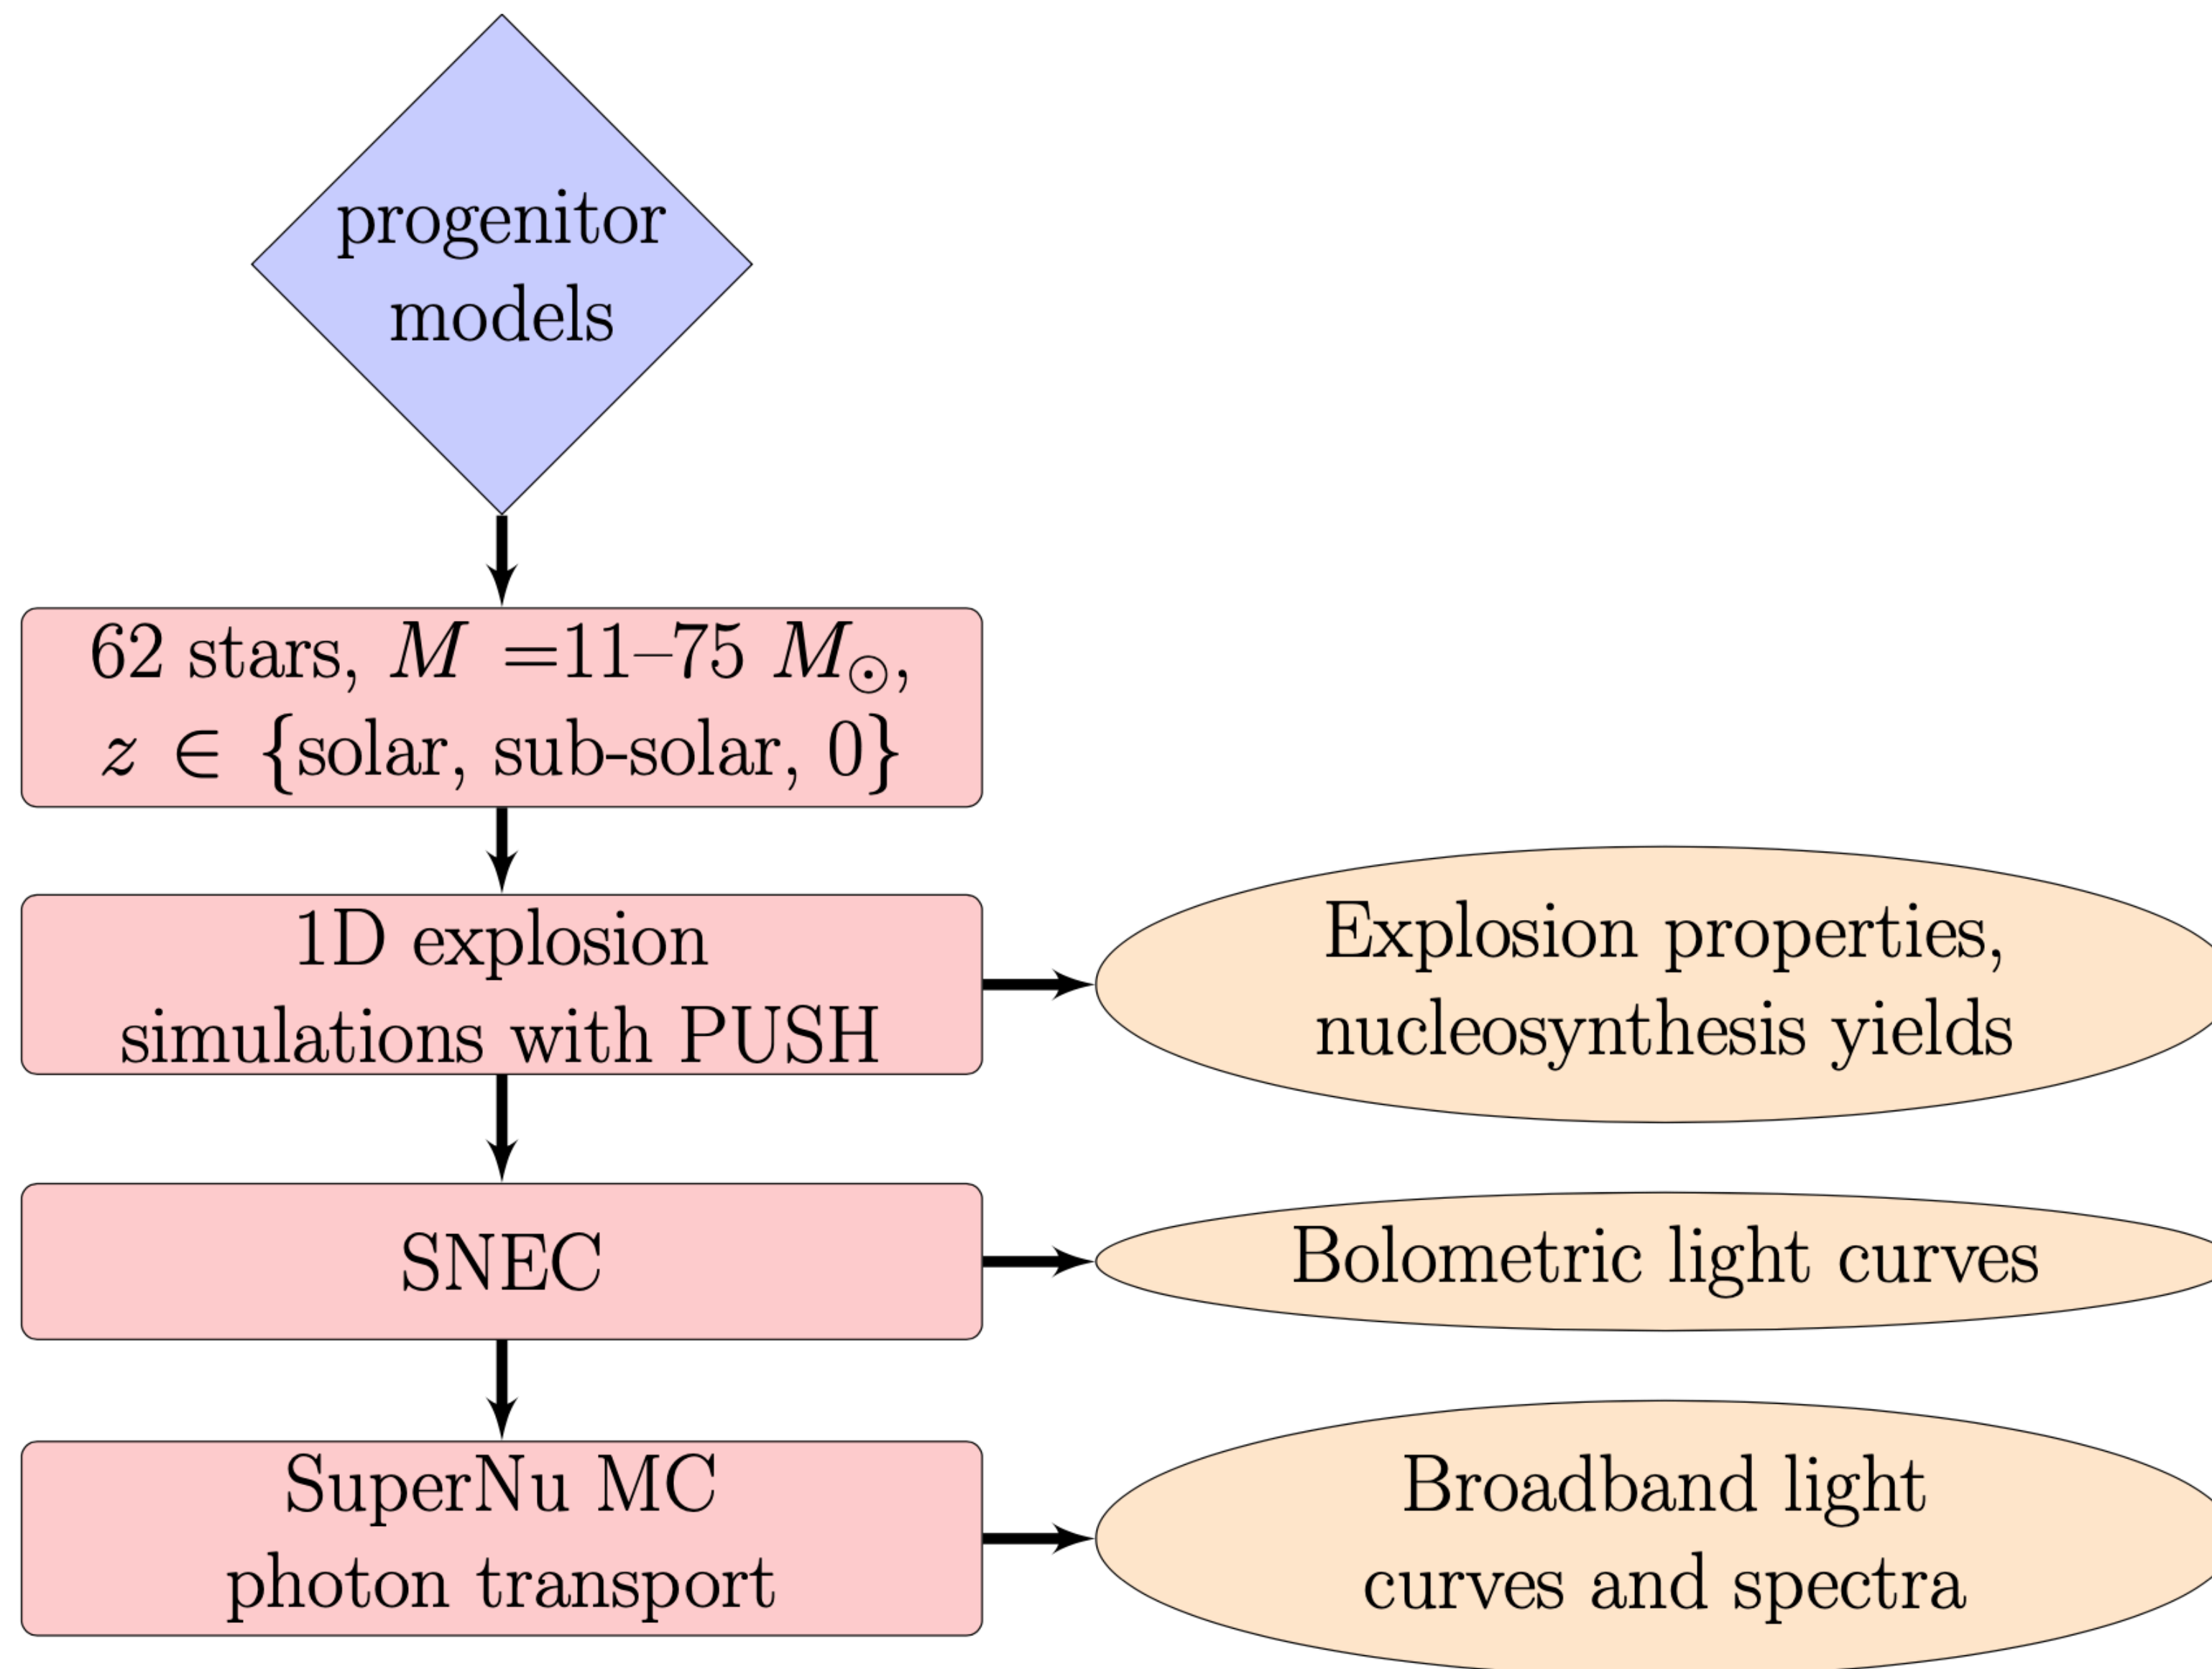 progenitor
models
62 stars, M =11–75 M⊙,
z ∈ {solar, sub-solar, 0}
1D explosion
simulations with PUSH
Explosion properties,
nucleosynthesis yields
SNEC
Bolometric light curves
SuperNu MC
photon transport
Broadband light
curves and spectra